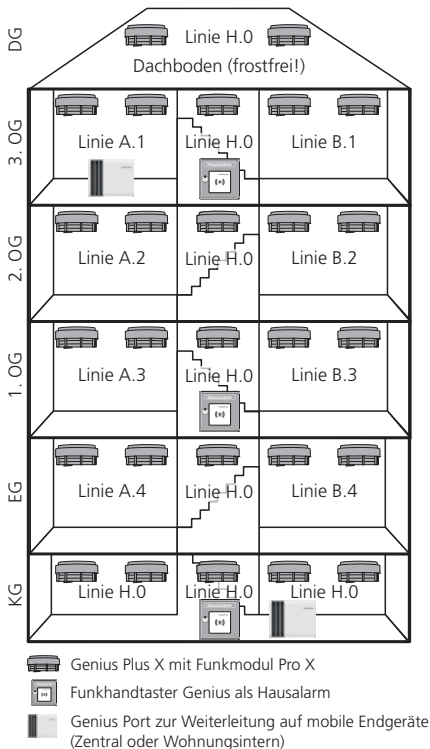 DG
Linie H.0
Dachboden (frostfrei!)
3. OG
Linie A.1
Linie H.0
Linie B.1
Hausalarm
2. OG
Linie A.2
Linie H.0
Linie B.2
1. OG
Linie A.3
Linie H.0
Linie B.3
Hausalarm
EG
Linie A.4
Linie H.0
Linie B.4
KG
Linie H.0
Linie H.0
Linie H.0
Hausalarm
Genius Plus X mit Funkmodul Pro X
Funkhandtaster Genius als Hausalarm
Genius Port zur Weiterleitung auf mobile Endgeräte
(Zentral oder Wohnungsintern)